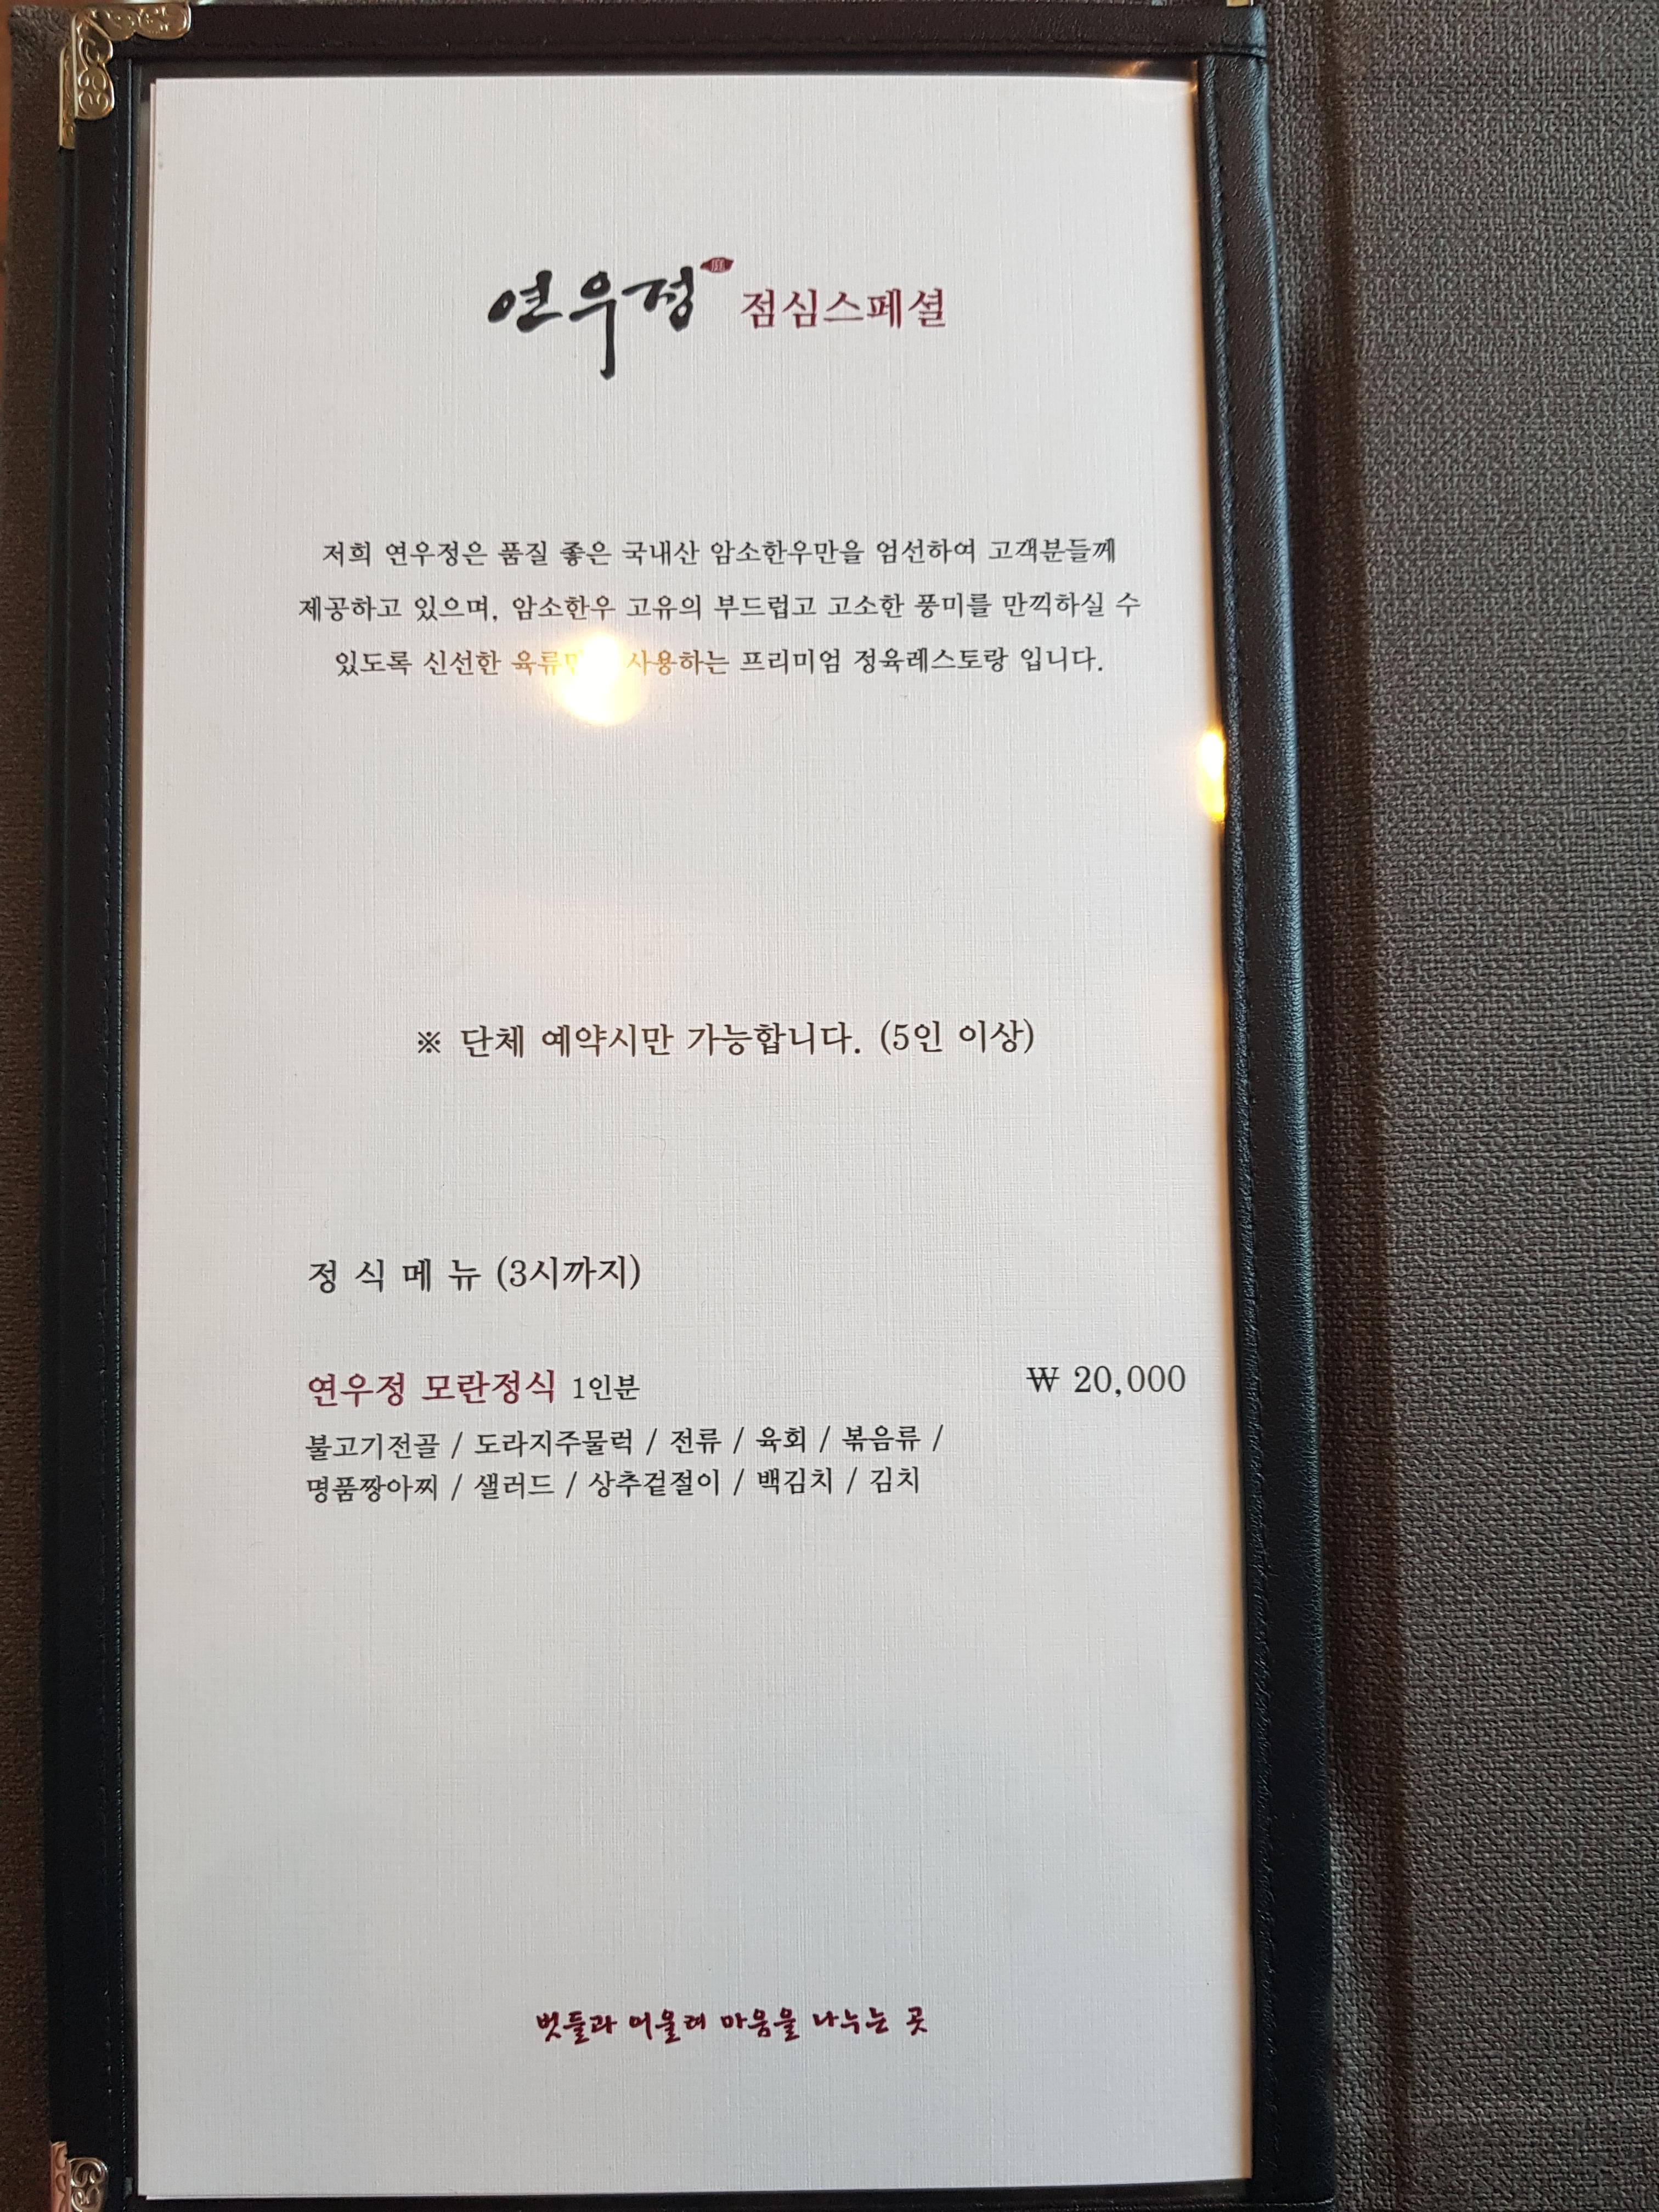 연우정 점심스페셜
저희 연우정은 품질 좋은 국내산 암소한우만을 엄선하여 고객분들께
제공하고 있으며, 암소한우 고유의 부드럽고 고소한 풍미를 만끽하실 수
있도록 신선한 사용하는 프리미엄 정육레스토랑 입니다.
※ 단체 예약시만 가능합니다. (5인 이상)
정 식 메 뉴 (3시까지)
연우정 모란정식 1인분 ₩ 20,000
불고기전골 / 도라지주물럭 / 전류 / 육회 / 볶음류 /
명품짱아찌 / 샐러드 / 상추겉절이 / 백김치 / 김치
벗들과 어울려 마음을 나누는 곳